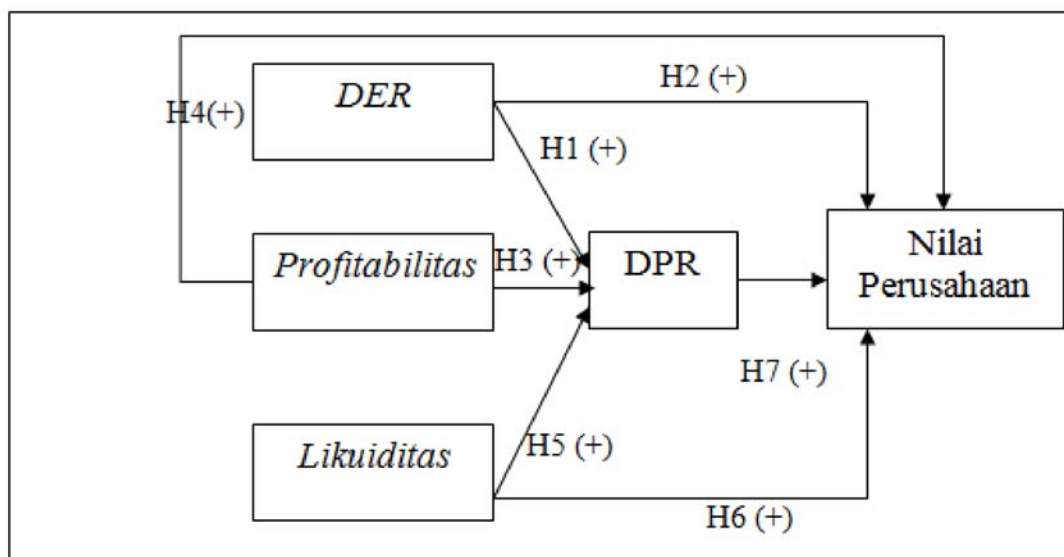 H4(+)
DER
H2 (+)
H1 (+)
Profitabilitas
H3 (+)
DPR
Nilai
Perusahaan
H7 (+)
Likuiditas
H5 (+)
H6 (+)